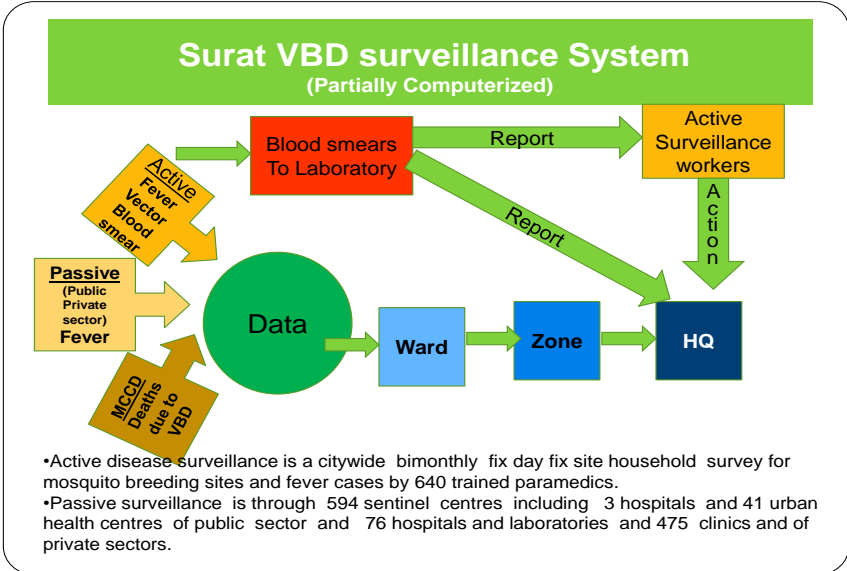 Surat VBD surveillance System
(Partially Computerized)
Blood smears
To Laboratory
Report
Active
Surveillance
workers
Report
Action
Active
Fever
Vector
Blood
smear
Passive
(Public
Private
sector)
Fever
MCCD
Deaths
due to
VBD
Data
Ward
Zone
HQ
•Active disease surveillance is a citywide bimonthly fix day fix site household survey for
mosquito breeding sites and fever cases by 640 trained paramedics.
•Passive surveillance is through 594 sentinel centres including 3 hospitals and 41 urban
health centres of public sector and 76 hospitals and laboratories and 475 clinics and of
private sectors.